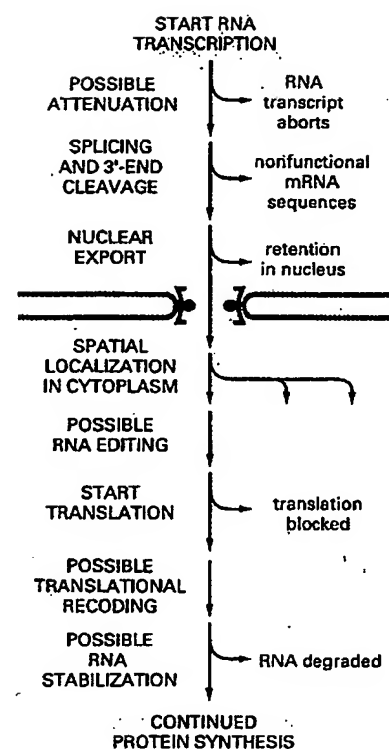 START RNA
TRANSCRIPTION
POSSIBLE
ATTENUATION
RNA
transcript
aborts
SPLICING
AND 3'-END
CLEAVAGE
nonfunctional
mRNA
sequences
NUCLEAR
EXPORT
retention
in nucleus
SPATIAL
LOCALIZATION
IN CYTOPLASM
POSSIBLE
RNA EDITING
START
TRANSLATION
translation
blocked
POSSIBLE
TRANSLATIONAL
RECODING
POSSIBLE
RNA
STABILIZATION
RNA degraded
CONTINUED
PROTEIN SYNTHESIS